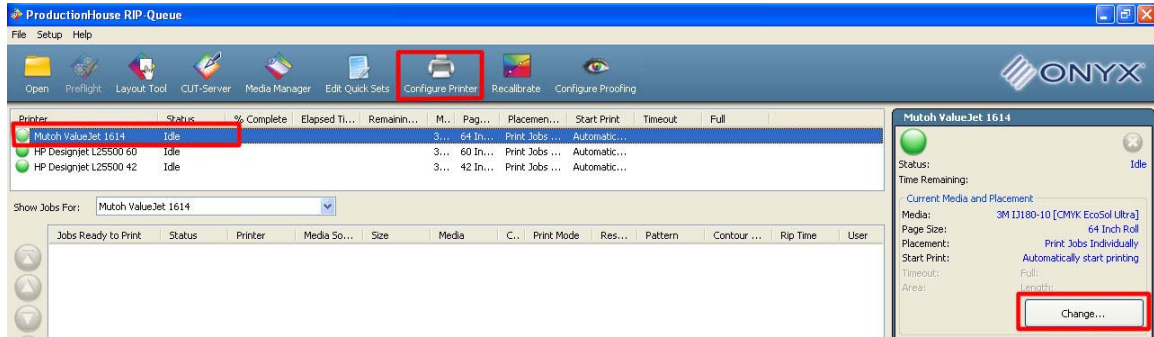 ProductionHouse RIP-Queue
File Setup Help
Open Preflight Layout Tool CUT-Server Media Manager Edit Quick Sets Configure Printer Recalibrate Configure Proofing
ONYX
Printer Status % Complete Elapsed Ti... Remainin... M... Pag... Placemen... Start Print Timeout Full
Mutoh ValueJet 1614 Idle 3... 64 In... Print Jobs ... Automatic...
HP Designjet L25500 60 Idle 3... 60 In... Print Jobs ... Automatic...
HP Designjet L25500 42 Idle 3... 42 In... Print Jobs ... Automatic...
Show Jobs For: Mutoh ValueJet 1614
Jobs Ready to Print Status Printer Media So... Size Media C... Print Mode Res... Pattern Contour ... Rip Time User
Mutoh ValueJet 1614
Status: Idle
Time Remaining:
Current Media and Placement
Media: 3M IJ180-10 [CMYK EcoSol Ultra]
Page Size: 64 Inch Roll
Placement: Print Jobs Individually
Start Print: Automatically start printing
Timeout: Full:
Area: Length:
Change...